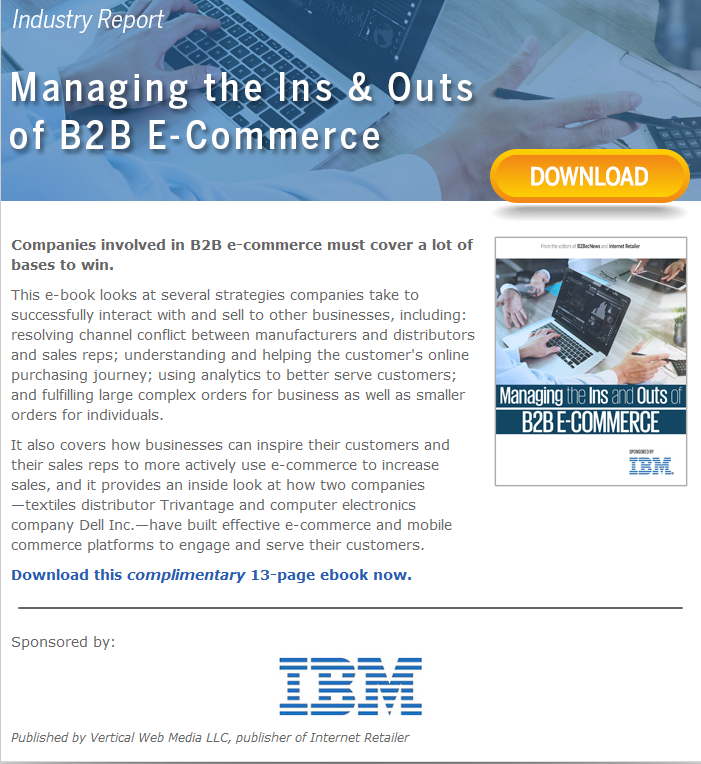 Industry Report
Managing the Ins & Outs
of B2B E-Commerce
DOWNLOAD
Companies involved in B2B e-commerce must cover a lot of
bases to win.
This e-book looks at several strategies companies take to
successfully interact with and sell to other businesses, including:
resolving channel conflict between manufacturers and distributors
and sales reps; understanding and helping the customer's online
purchasing journey; using analytics to better serve customers;
and fulfilling large complex orders for business as well as smaller
orders for individuals.
It also covers how businesses can inspire their customers and
their sales reps to more actively use e-commerce to increase
sales, and it provides an inside look at how two companies
—textiles distributor Trivantage and computer electronics
company Dell Inc.—have built effective e-commerce and mobile
commerce platforms to engage and serve their customers.
Download this complimentary 13-page ebook now.
From the editors of B2BecNews and Internet Retailer
Managing the Ins and Outs of
B2B E-COMMERCE
SPONSORED BY
IBM®
Sponsored by:
IBM
Published by Vertical Web Media LLC, publisher of Internet Retailer